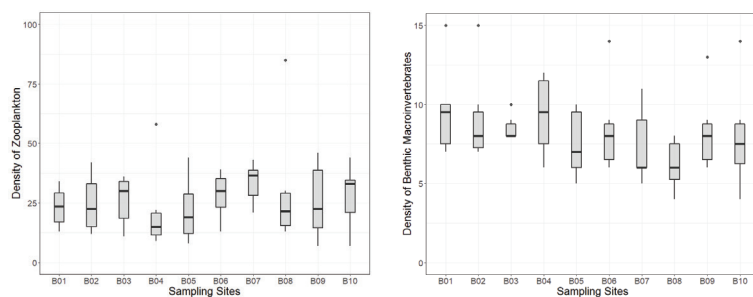 Density of Zooplankton
100
75
50
25
0
B01 B02 B03 B04 B05 B06 B07 B08 B09 B10
Sampling Sites
Density of Benthic Macroinvertebrates
15
10
5
0
B01 B02 B03 B04 B05 B06 B07 B08 B09 B10
Sampling Sites